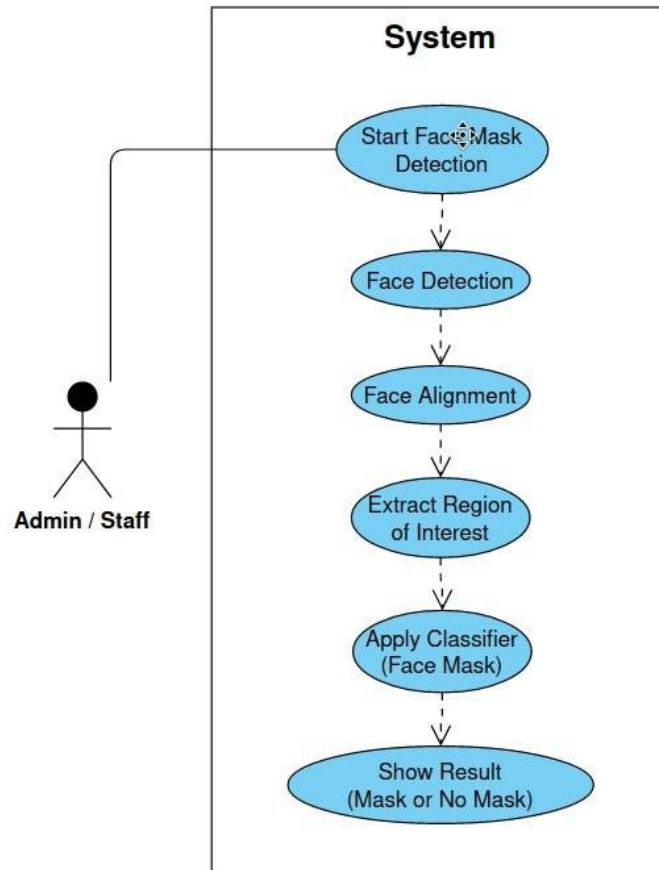 System
Start Face Mask
Detection
Face Detection
Face Alignment
Extract Region
of Interest
Admin / Staff
Apply Classifier
(Face Mask)
Show Result
(Mask or No Mask)